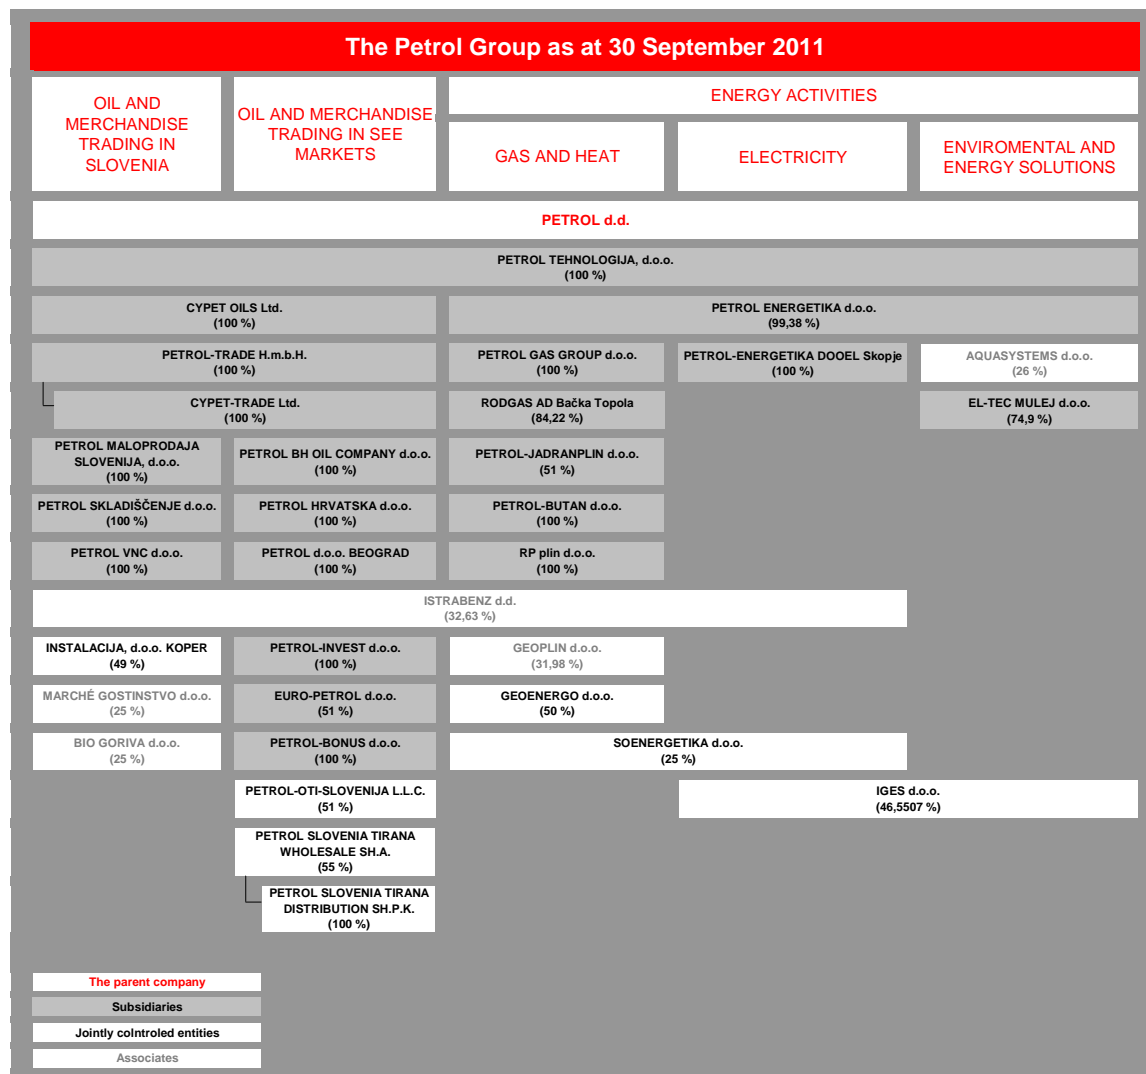 The Petrol Group as at 30 September 2011
OIL AND
MERCHANDISE
TRADING IN
SLOVENIA
OIL AND MERCHANDISE
TRADING IN SEE
MARKETS
ENERGY ACTIVITIES
GAS AND HEAT
ELECTRICITY
ENVIROMENTAL AND
ENERGY SOLUTIONS
PETROL d.d.
PETROL TEHNOLOGIJA, d.o.o.
(100 %)
CYPET OILS Ltd.
(100 %)
PETROL ENERGETIKA d.o.o.
(99,38 %)
PETROL-TRADE H.m.b.H.
(100 %)
PETROL GAS GROUP d.o.o.
(100 %)
PETROL-ENERGETIKA DOOEL Skopje
(100 %)
AQUASYSTEMS d.o.o.
(26 %)
CYPET-TRADE Ltd.
(100 %)
RODGAS AD Bačka Topola
(84,22 %)
EL-TEC MULEJ d.o.o.
(74,9 %)
PETROL MALOPRODAJA
SLOVENIJA, d.o.o.
(100 %)
PETROL BH OIL COMPANY d.o.o.
(100 %)
PETROL-JADRANPLIN d.o.o.
(51 %)
PETROL SKLADIŠČENJE d.o.o.
(100 %)
PETROL HRVATSKA d.o.o.
(100 %)
PETROL-BUTAN d.o.o.
(100 %)
PETROL VNC d.o.o.
(100 %)
PETROL d.o.o. BEOGRAD
(100 %)
RP plin d.o.o.
(100 %)
ISTRABENZ d.d.
(32,63 %)
INSTALACIJA, d.o.o. KOPER
(49 %)
PETROL-INVEST d.o.o.
(100 %)
GEOPLIN d.o.o.
(31,98 %)
MARCHÉ GOSTINSTVO d.o.o.
(25 %)
EURO-PETROL d.o.o.
(51 %)
GEOENERGO d.o.o.
(50 %)
BIO GORIVA d.o.o.
(25 %)
PETROL-BONUS d.o.o.
(100 %)
SOENERGETIKA d.o.o.
(25 %)
PETROL-OTI-SLOVENIJA L.L.C.
(51 %)
IGES d.o.o.
(46,5507 %)
PETROL SLOVENIA TIRANA
WHOLESALE SH.A.
(55 %)
PETROL SLOVENIA TIRANA
DISTRIBUTION SH.P.K.
(100 %)
The parent company
Subsidiaries
Jointly colntroled entities
Associates